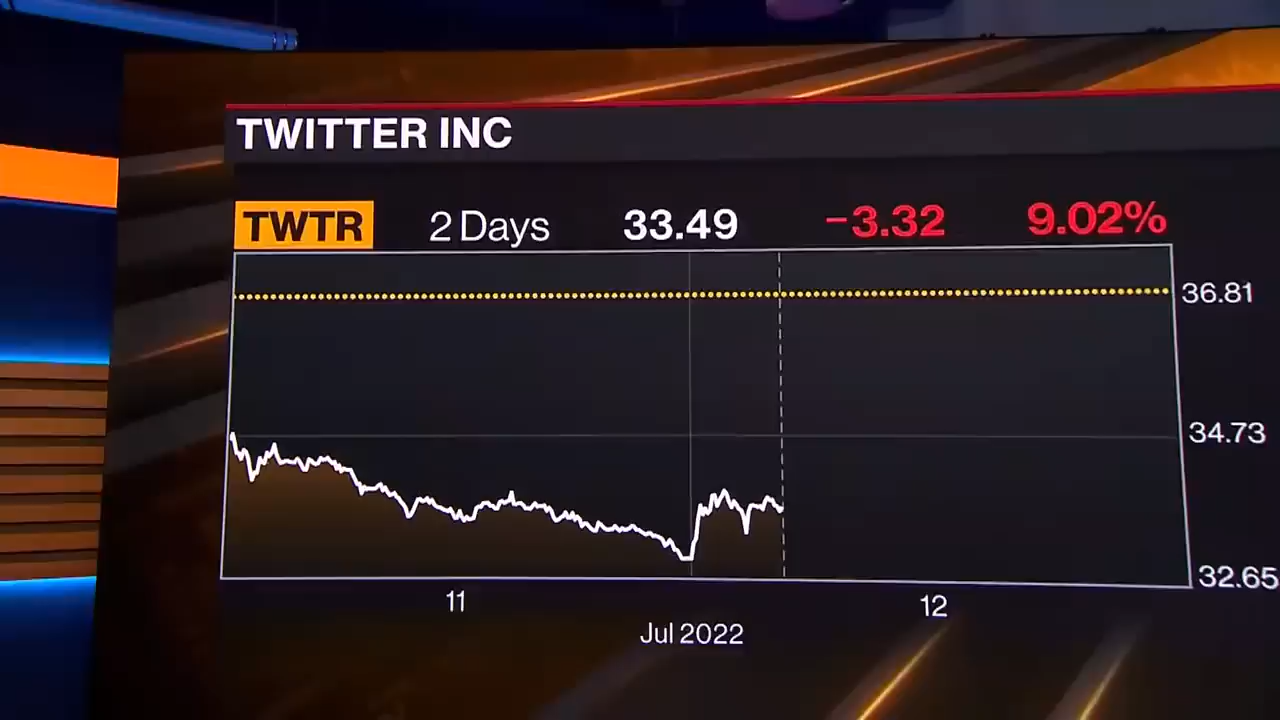 TWITTER INC
TWTR 2 Days 33.49 -3.32 9.02%
36.81
34.73
32.65
11 12
Jul 2022